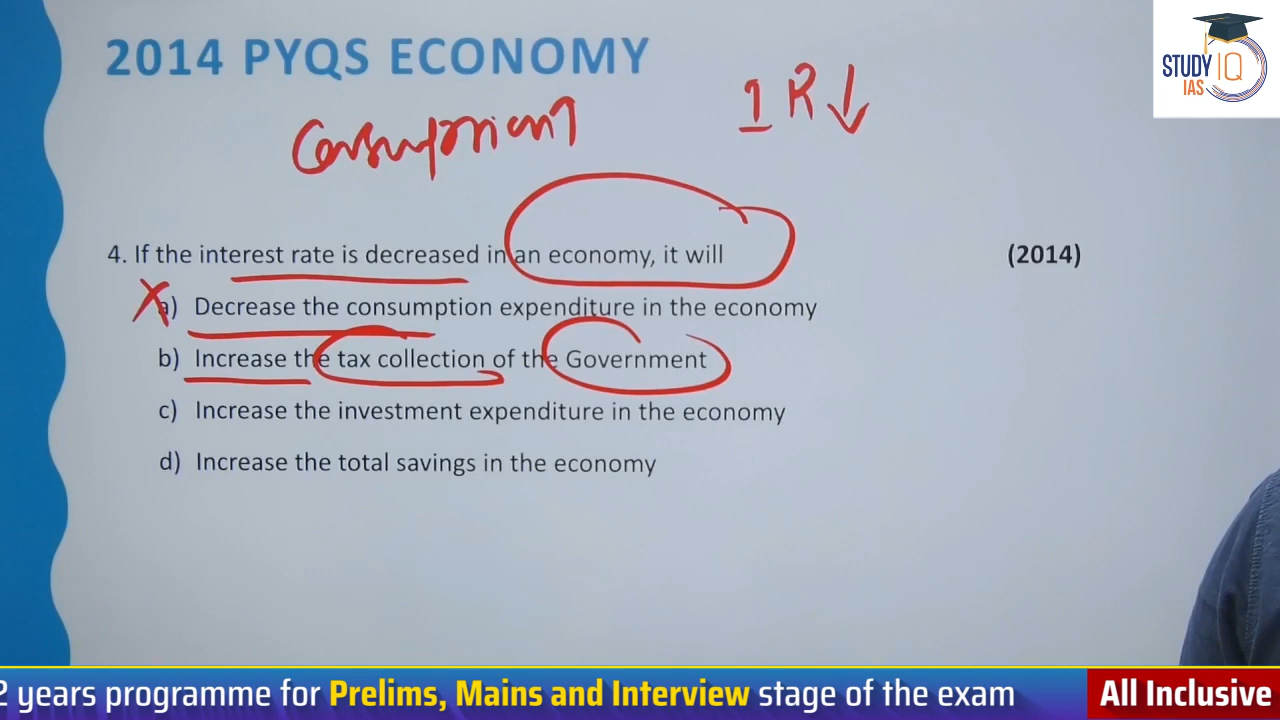 2014 PYQS ECONOMY
STUDY IQ
IAS
Consumption↑
IR↓
4. If the interest rate is decreased in an economy, it will (2014)
a) Decrease the consumption expenditure in the economy
b) Increase the tax collection of the Government
c) Increase the investment expenditure in the economy
d) Increase the total savings in the economy
2 years programme for Prelims, Mains and Interview stage of the exam
All Inclusive